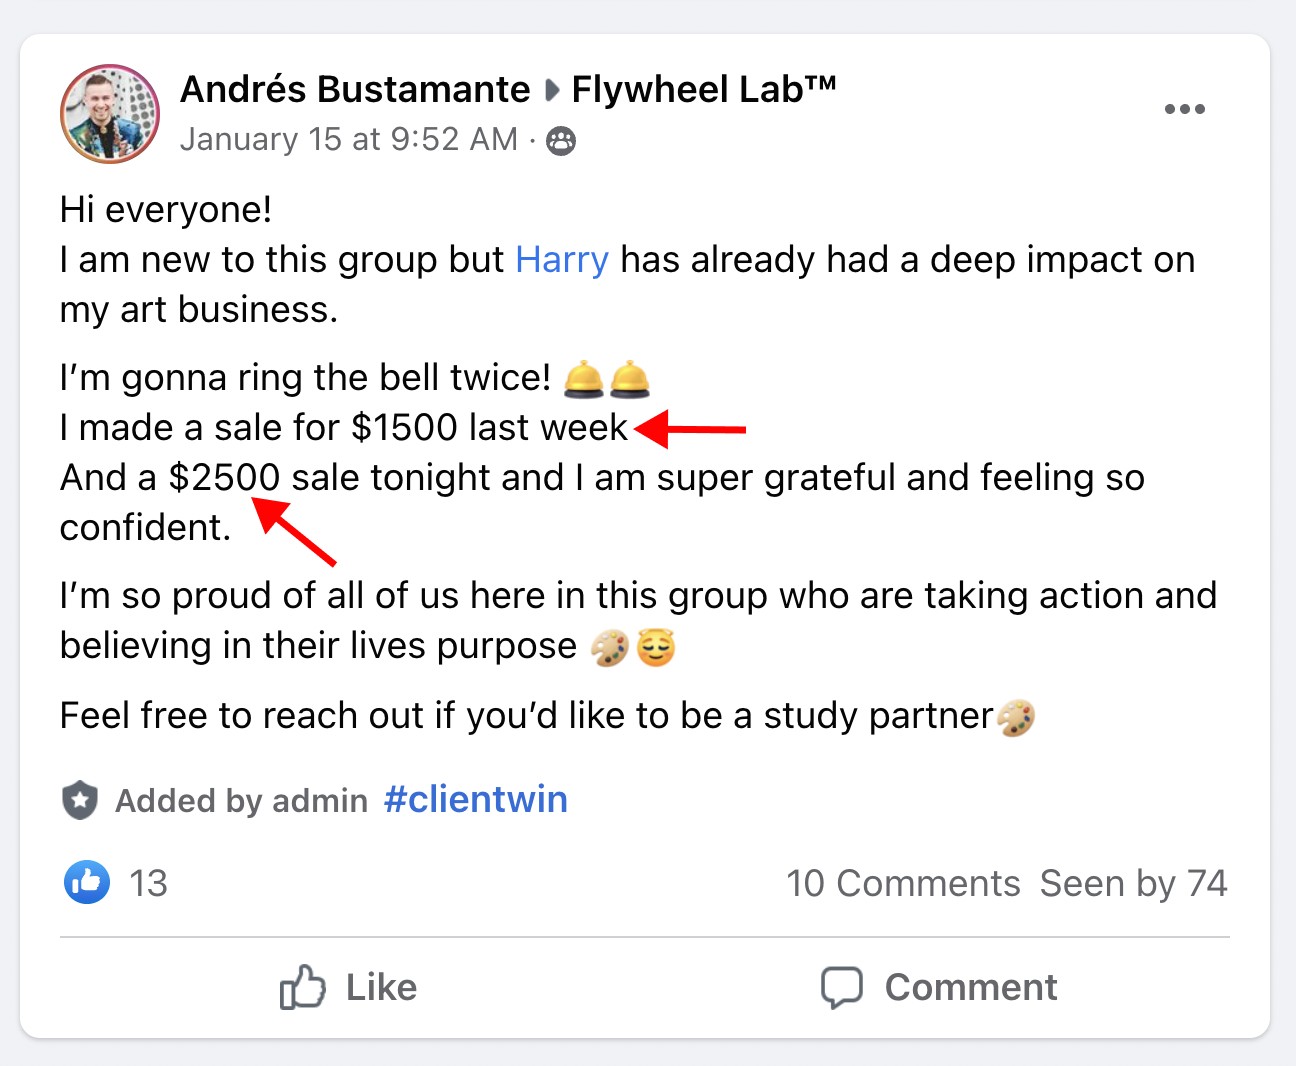 Andrés Bustamante ▸ Flywheel Lab™
January 15 at 9:52 AM ·
Hi everyone!
I am new to this group but Harry has already had a deep impact on
my art business.
I’m gonna ring the bell twice! 🛎️🛎️
I made a sale for $1500 last week
And a $2500 sale tonight and I am super grateful and feeling so
confident.
I’m so proud of all of us here in this group who are taking action and
believing in their lives purpose 🎨😇
Feel free to reach out if you’d like to be a study partner🎨
Added by admin #clientwin
13
10 Comments Seen by 74
Like
Comment